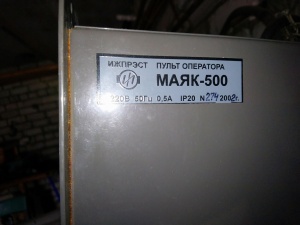 ИЖПРЭСТ ПУЛЬТ ОПЕРАТОРА
МАЯК-500
220В 50Гц 0,5А IP20 N 274 2002г.